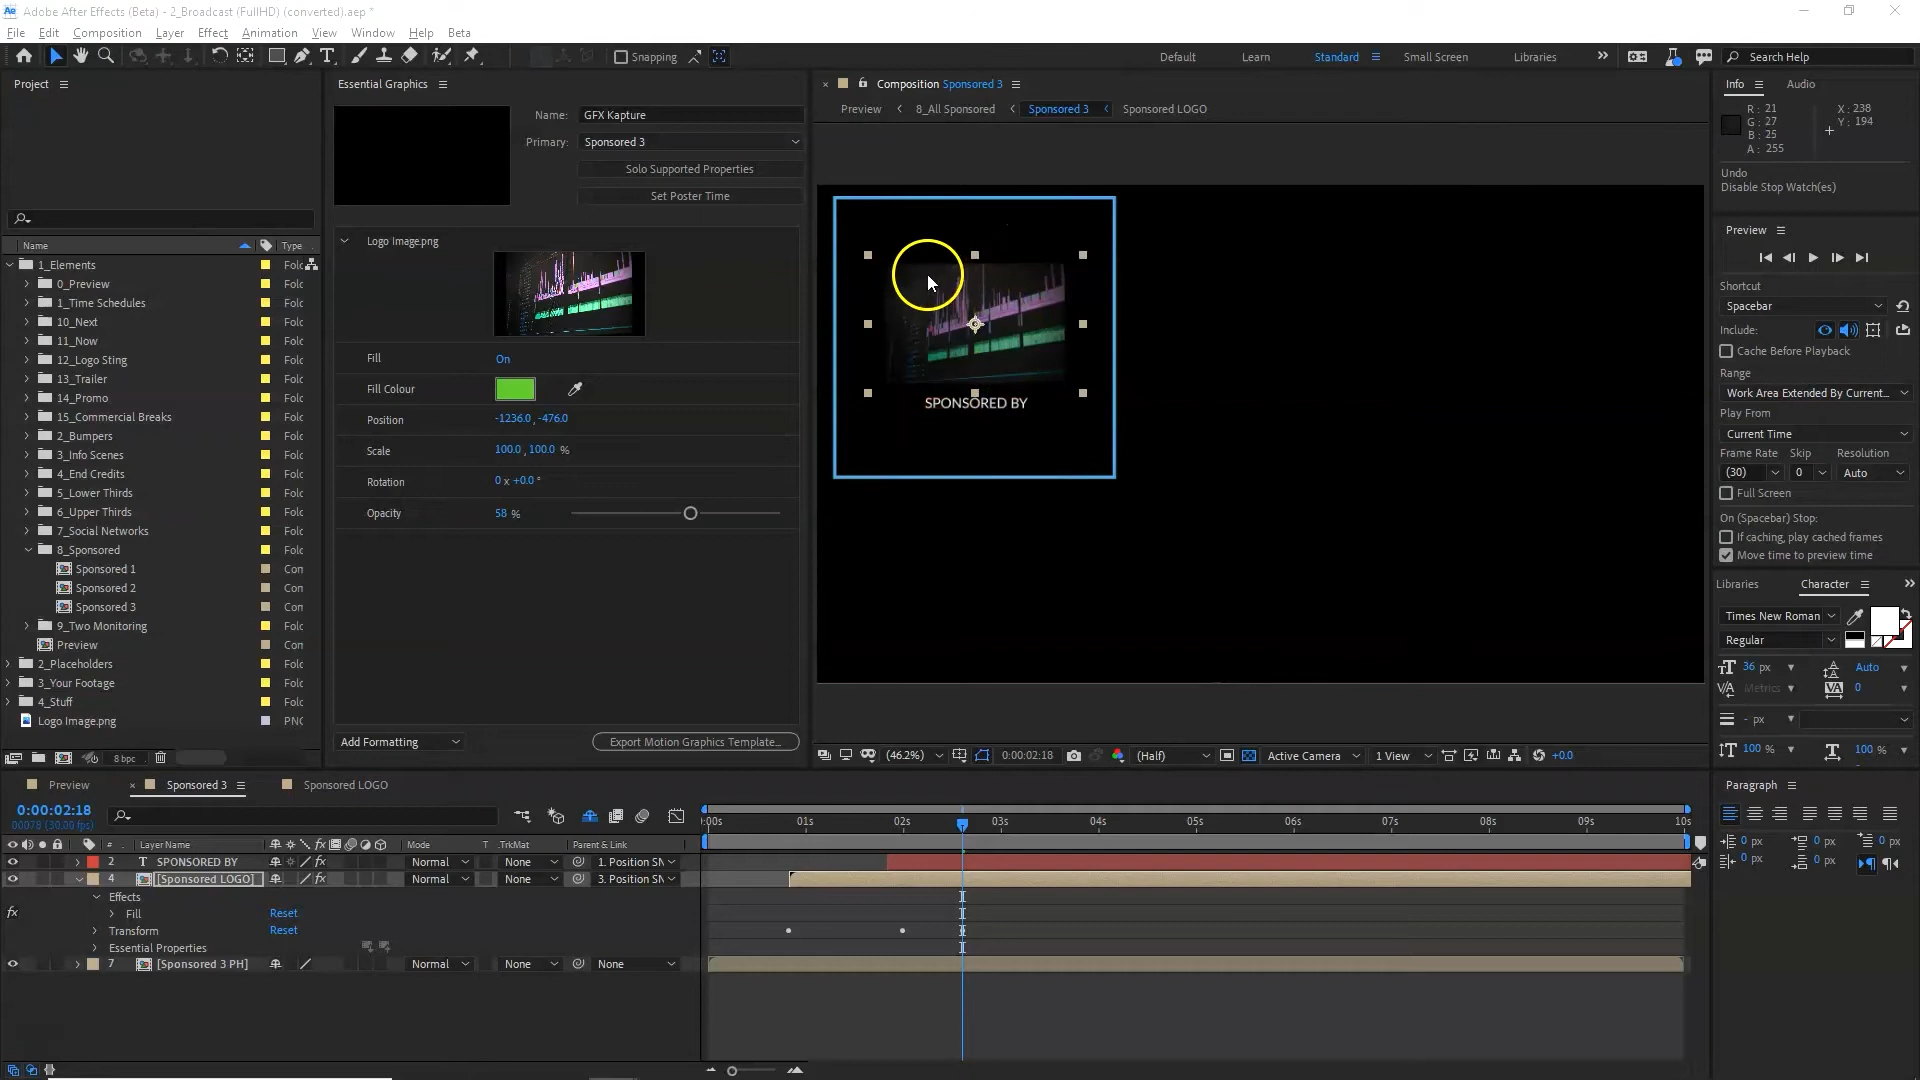 Ae Adobe After Effects (Beta) - 2_Broadcast (FullHD) (converted).aep *
File Edit Composition Layer Effect Animation View Window Help Beta
T Snapping Default Learn Standard Small Screen Libraries Search Help
Project
Name Type
1_Elements Folc
0_Preview Folc
1_Time Schedules Folc
10_Next Folc
11_Now Folc
12_Logo Sting Folc
13_Trailer Folc
14_Promo Folc
15_Commercial Breaks Folc
2_Bumpers Folc
3_Info Scenes Folc
4_End Credits Folc
5_Lower Thirds Folc
6_Upper Thirds Folc
7_Social Networks Folc
8_Sponsored Folc
Sponsored 1 Con
Sponsored 2 Con
Sponsored 3 Con
9_Two Monitoring Folc
Preview Con
2_Placeholders Folc
3_Your Footage Folc
4_Stuff Folc
Logo Image.png PNC
8 bpc
Essential Graphics
Name: GFX Kapture
Primary: Sponsored 3
Solo Supported Properties
Set Poster Time
Logo Image.png
Fill On
Fill Colour
Position -1236.0 , -476.0
Scale 100.0 , 100.0 %
Rotation 0 x +0.0 °
Opacity 58 %
Add Formatting
Export Motion Graphics Template...
× Composition Sponsored 3
Preview 8_All Sponsored Sponsored 3 Sponsored LOGO
SPONSORED BY
(46.2%) 0:00:02:18 (Half) Active Camera 1 View +0.0
Info Audio
R : 21 X : 238
G : 27 Y : 194
B : 25
A : 255
Undo
Disable Stop Watch(es)
Preview
Shortcut
Spacebar
Include:
Cache Before Playback
Range
Work Area Extended By Current...
Play From
Current Time
Frame Rate Skip Resolution
(30) 0 Auto
Full Screen
On (Spacebar) Stop:
If caching, play cached frames
Move time to preview time
Libraries Character
Times New Roman
Regular
36 px Auto
Metrics 0
- px
100 % 100 %
Paragraph
0 px 0 px 0 px
0 px 0 px
Preview × Sponsored 3 Sponsored LOGO
0:00:02:18
00078 (30.00 fps)
# Layer Name Mode T .TrkMat Parent & Link
:00s 01s 02s 03s 04s 05s 06s 07s 08s 09s 10s
2 T SPONSORED BY fx Normal None 1. Position SN
4 [Sponsored LOGO] fx Normal None 3. Position SN
Effects
fx Fill Reset
Transform Reset
Essential Properties
7 [Sponsored 3 PH] Normal None None